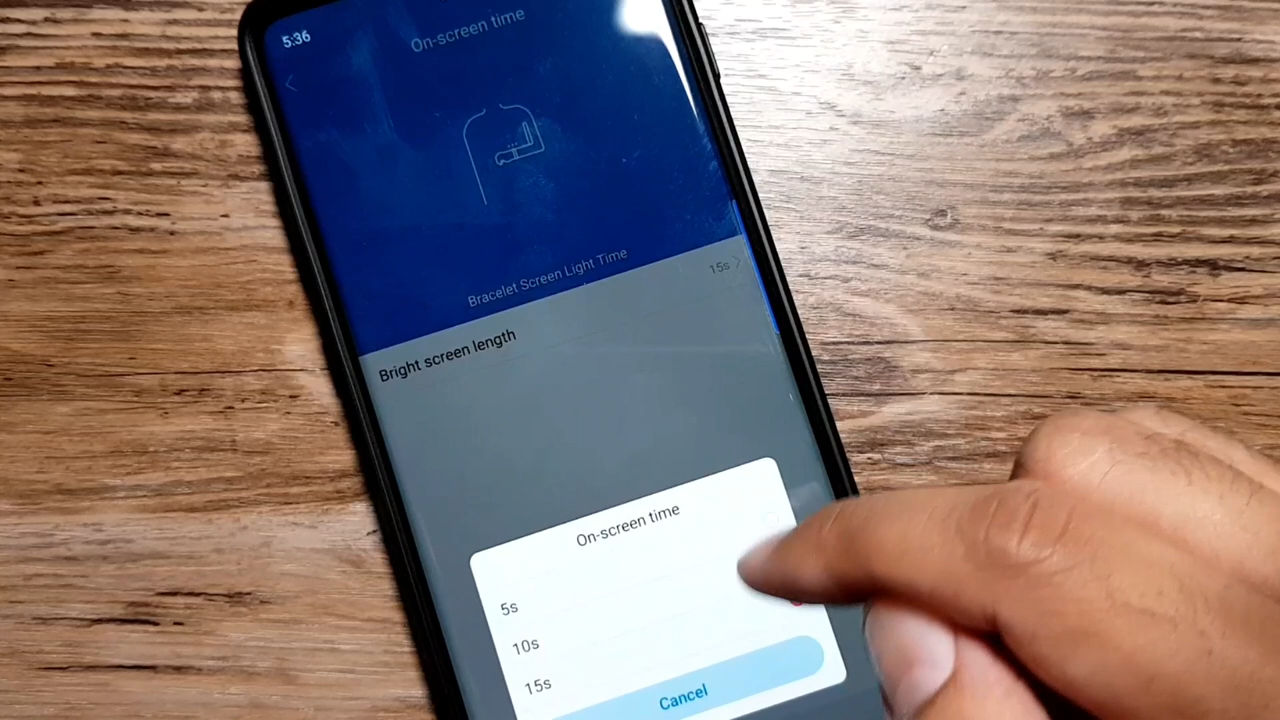 5:36
On-screen time
Bracelet Screen Light Time
Bright screen length
15s
On-screen time
5s
10s
15s
Cancel